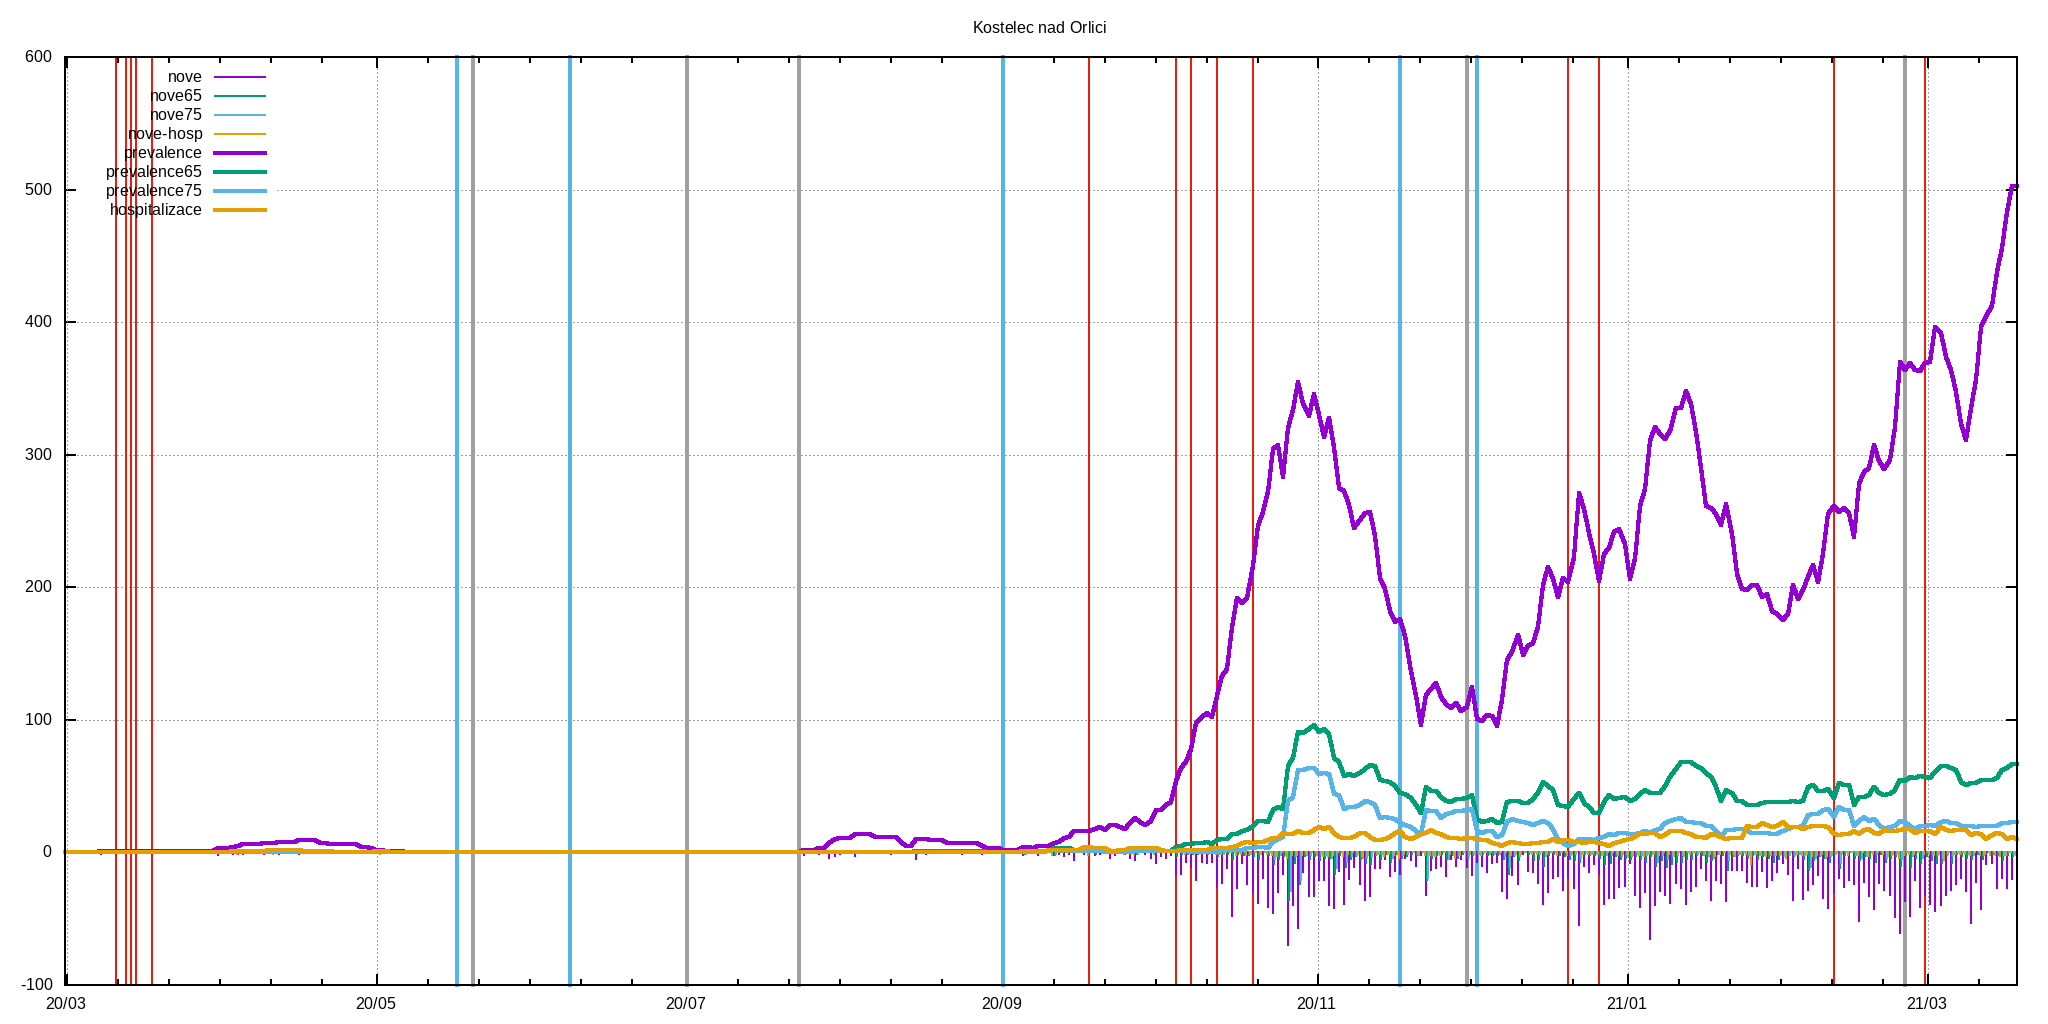 Kostelec nad Orlici
600
500
400
300
200
100
0
-100
nove
nove65
nove75
nove-hosp
prevalence
prevalence65
prevalence75
hospitalizace
20/03 20/05 20/07 20/09 20/11 21/01 21/03